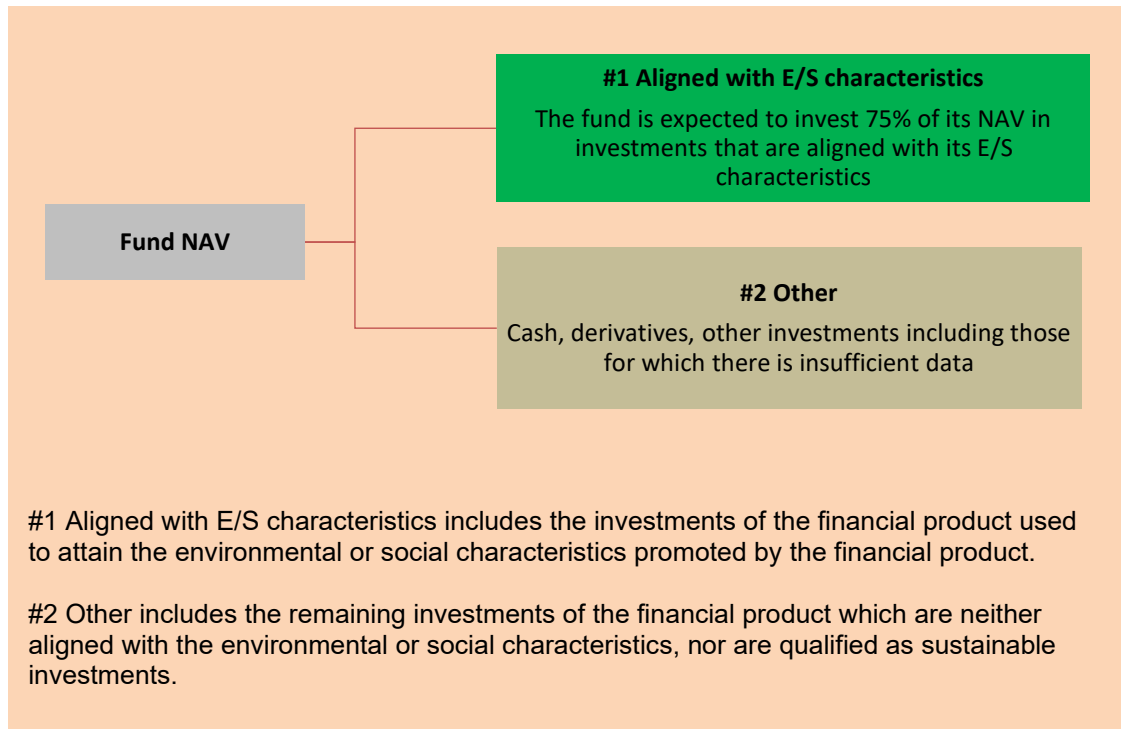 #1 Aligned with E/S characteristics
The fund is expected to invest 75% of its NAV in
investments that are aligned with its E/S
characteristics
Fund NAV
#2 Other
Cash, derivatives, other investments including those
for which there is insufficient data
#1 Aligned with E/S characteristics includes the investments of the financial product used
to attain the environmental or social characteristics promoted by the financial product.
#2 Other includes the remaining investments of the financial product which are neither
aligned with the environmental or social characteristics, nor are qualified as sustainable
investments.